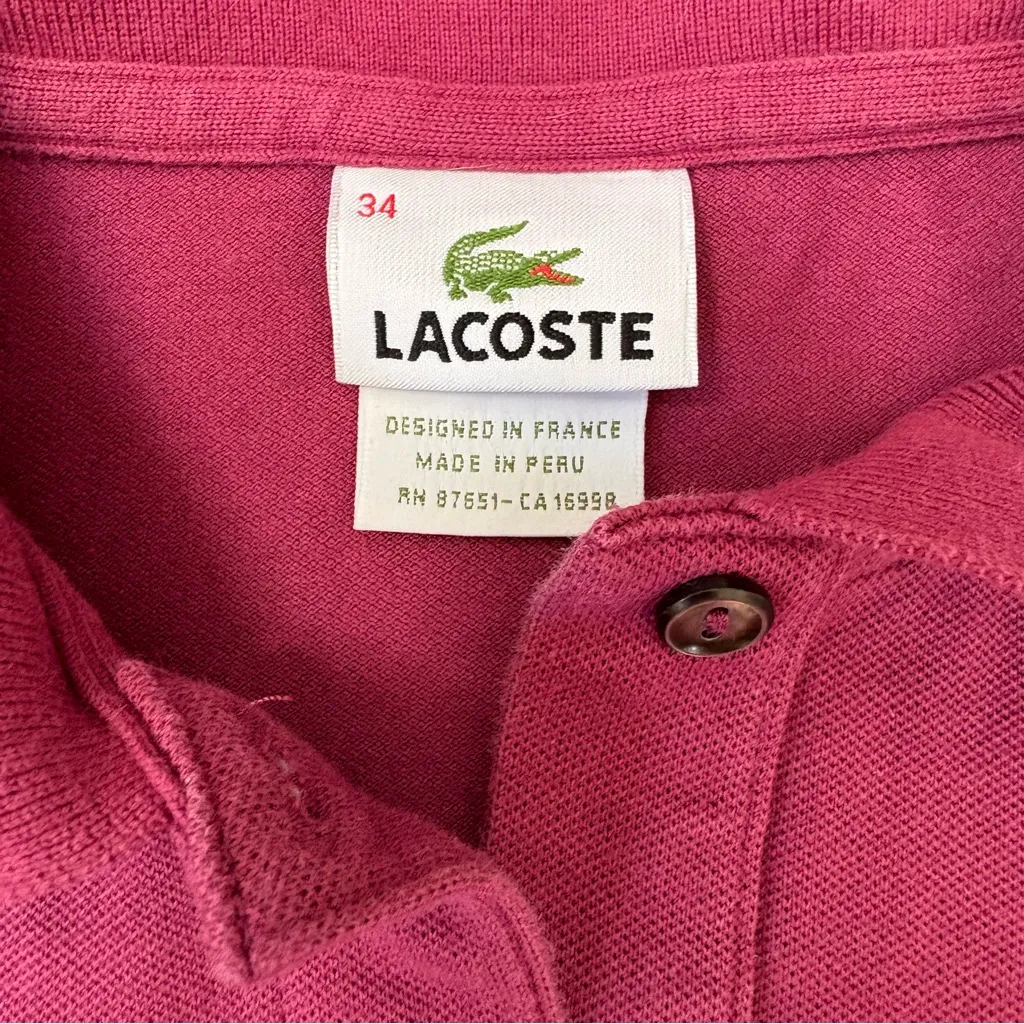 34
LACOSTE
DESIGNED IN FRANCE
MADE IN PERU
RN 87651-CA 16998